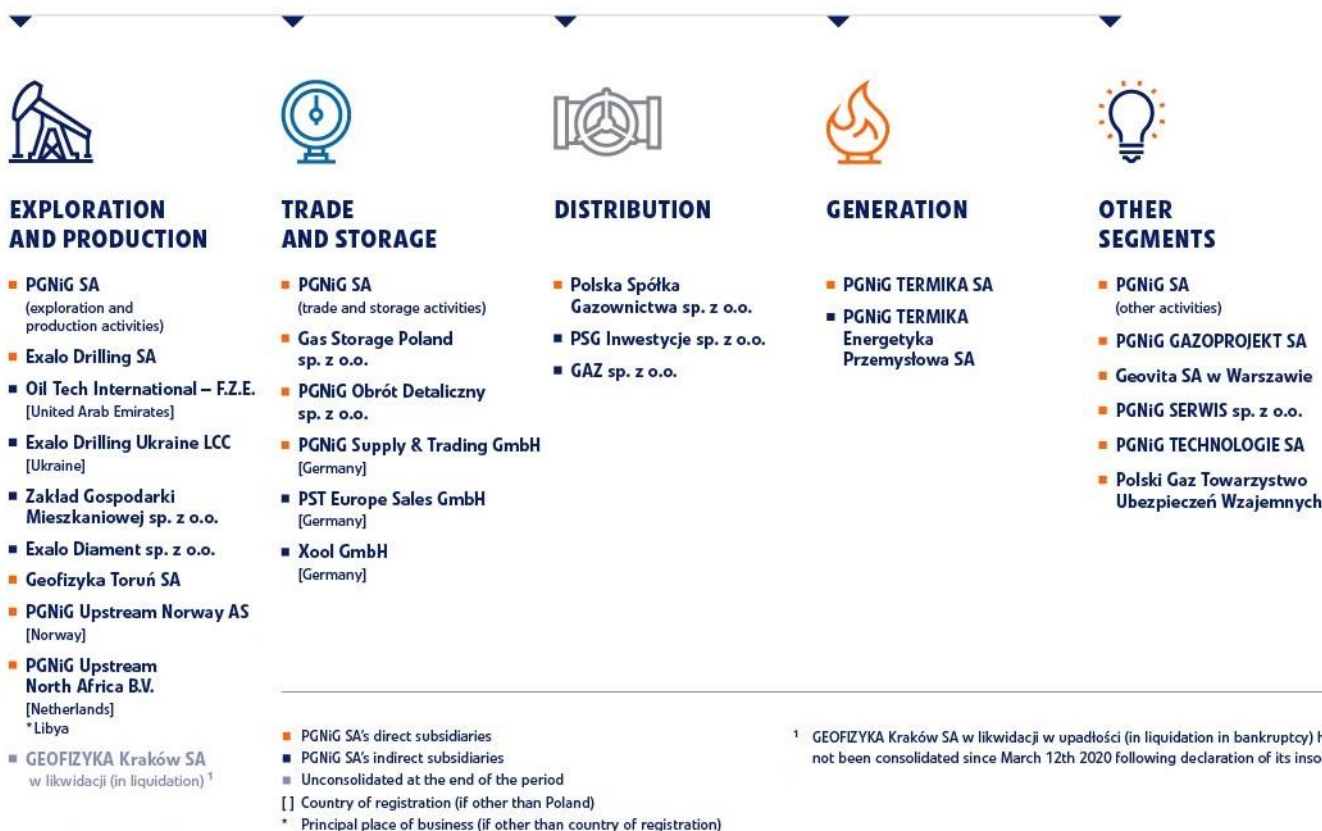 EXPLORATION
AND PRODUCTION
PGNiG SA
(exploration and
production activities)
Exalo Drilling SA
Oil Tech International – F.Z.E.
[United Arab Emirates]
Exalo Drilling Ukraine LCC
[Ukraine]
Zakład Gospodarki
Mieszkaniowej sp. z o.o.
Exalo Diament sp. z o.o.
Geofizyka Toruń SA
PGNiG Upstream Norway AS
[Norway]
PGNiG Upstream
North Africa B.V.
[Netherlands]
*Libya
GEOFIZYKA Kraków SA
w likwidacji (in liquidation) ¹
TRADE
AND STORAGE
PGNiG SA
(trade and storage activities)
Gas Storage Poland
sp. z o.o.
PGNiG Obrót Detaliczny
sp. z o.o.
PGNiG Supply & Trading GmbH
[Germany]
PST Europe Sales GmbH
[Germany]
Xool GmbH
[Germany]
DISTRIBUTION
Polska Spółka
Gazownictwa sp. z o.o.
PSG Inwestycje sp. z o.o.
GAZ sp. z o.o.
GENERATION
PGNiG TERMIKA SA
PGNiG TERMIKA
Energetyka
Przemysłowa SA
OTHER
SEGMENTS
PGNiG SA
(other activities)
PGNiG GAZOPROJEKT SA
Geovita SA w Warszawie
PGNiG SERWIS sp. z o.o.
PGNiG TECHNOLOGIE SA
Polski Gaz Towarzystwo
Ubezpieczeń Wzajemnych
PGNiG SA's direct subsidiaries
PGNiG SA's indirect subsidiaries
Unconsolidated at the end of the period
[ ] Country of registration (if other than Poland)
* Principal place of business (if other than country of registration)
¹ GEOFIZYKA Kraków SA w likwidacji w upadłości (in liquidation in bankruptcy)
not been consolidated since March 12th 2020 following declaration of its